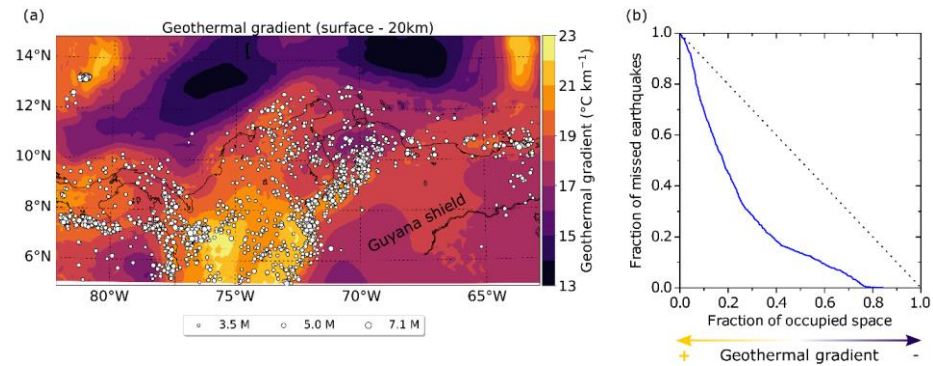 (a)
Geothermal gradient (surface - 20km)
14°N
12°N
10°N
8°N
6°N
80°W
75°W
70°W
65°W
Guyana shield
23
21
19
17
15
13
Geothermal gradient (°C km⁻¹)
3.5 M
5.0 M
7.1 M
(b)
Fraction of missed earthquakes
1.0
0.8
0.6
0.4
0.2
0.0
0.0 0.2 0.4 0.6 0.8 1.0
Fraction of occupied space
+ Geothermal gradient -